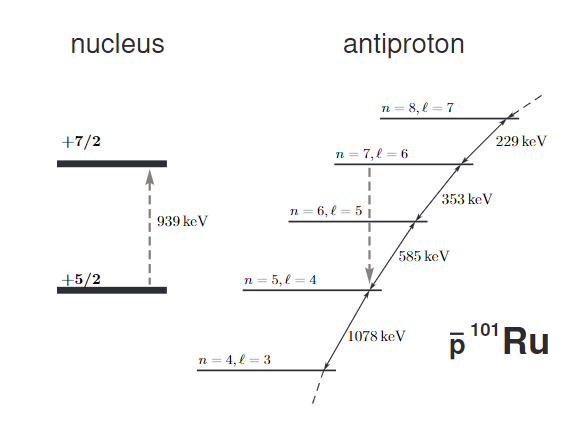 nucleus
antiproton
n = 8, ℓ = 7
+7/2
229 keV
n = 7, ℓ = 6
353 keV
n = 6, ℓ = 5
939 keV
585 keV
+5/2
n = 5, ℓ = 4
1078 keV
p̄ ¹⁰¹Ru
n = 4, ℓ = 3